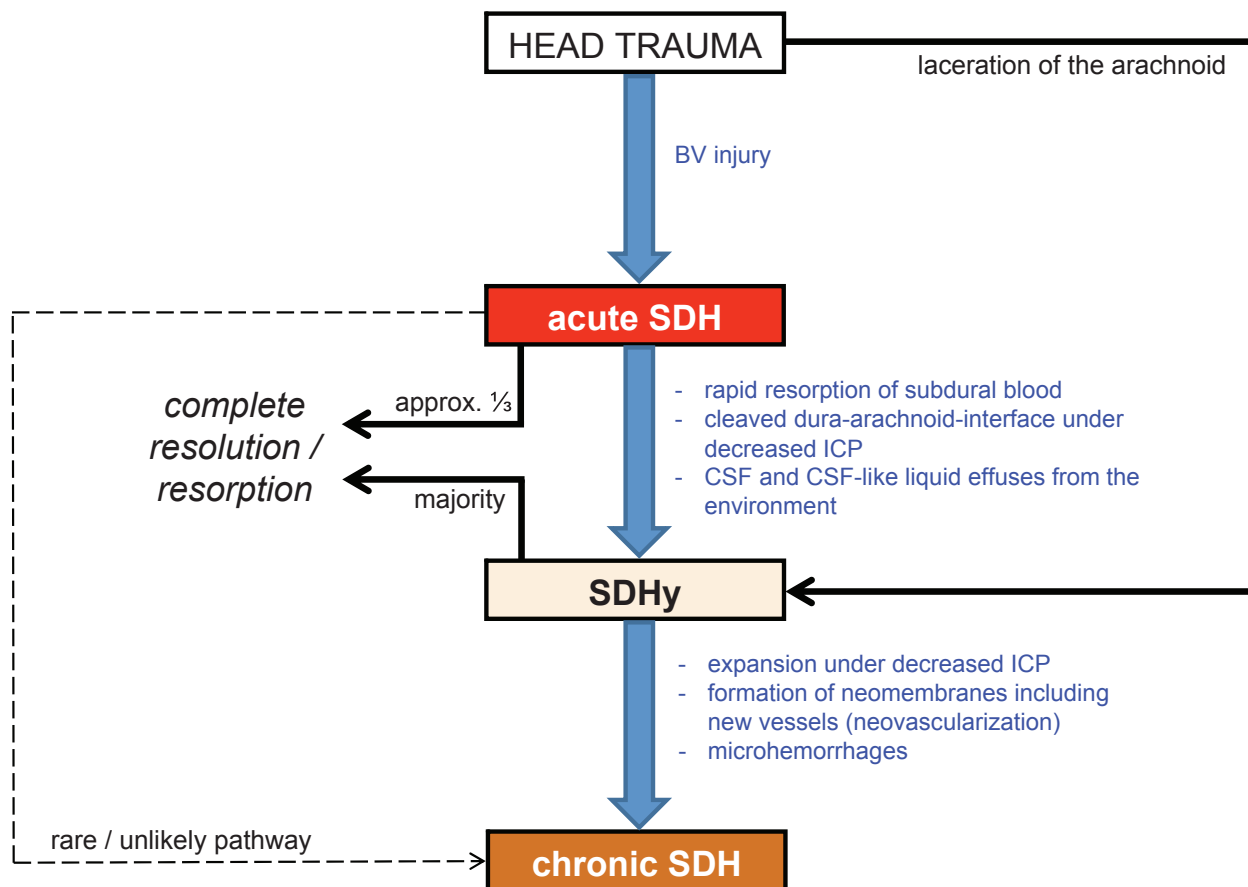 HEAD TRAUMA
laceration of the arachnoid
BV injury
acute SDH
approx. ⅓
complete
resolution /
resorption
majority
- rapid resorption of subdural blood
- cleaved dura-arachnoid-interface under
decreased ICP
- CSF and CSF-like liquid effuses from the
environment
SDHy
- expansion under decreased ICP
- formation of neomembranes including
new vessels (neovascularization)
- microhemorrhages
rare / unlikely pathway
chronic SDH